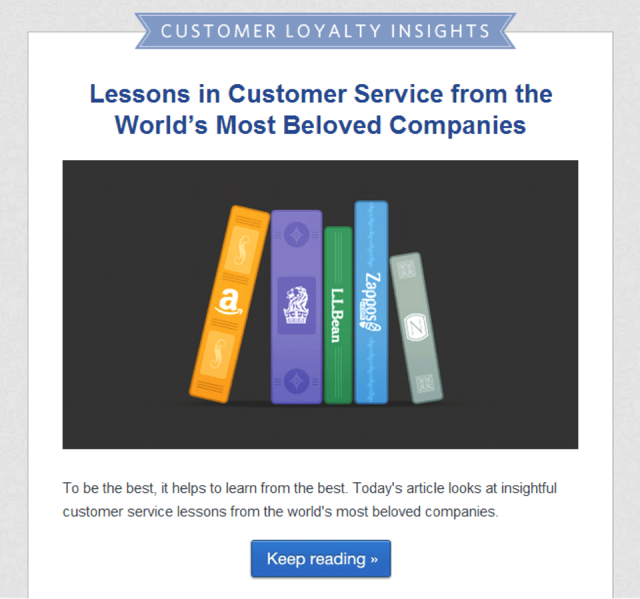 CUSTOMER LOYALTY INSIGHTS
Lessons in Customer Service from the
World's Most Beloved Companies
a
L.L.Bean
Zappos
Z
To be the best, it helps to learn from the best. Today's article looks at insightful
customer service lessons from the world's most beloved companies.
Keep reading »